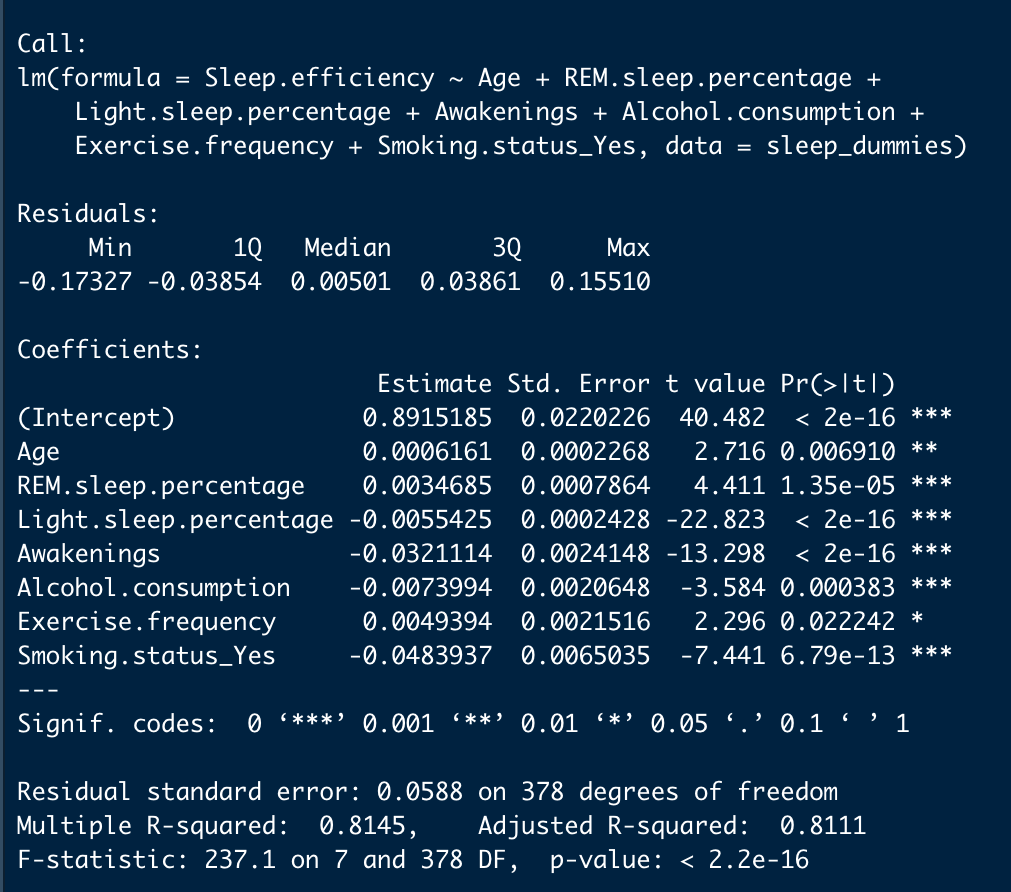 Call:
lm(formula = Sleep.efficiency ~ Age + REM.sleep.percentage +
    Light.sleep.percentage + Awakenings + Alcohol.consumption +
    Exercise.frequency + Smoking.status_Yes, data = sleep_dummies)

Residuals:
     Min       1Q   Median       3Q      Max
-0.17327 -0.03854  0.00501  0.03861  0.15510

Coefficients:
                         Estimate Std. Error t value Pr(>|t|)
(Intercept)             0.8915185  0.0220226  40.482  < 2e-16 ***
Age                     0.0006161  0.0002268   2.716 0.006910 **
REM.sleep.percentage    0.0034685  0.0007864   4.411 1.35e-05 ***
Light.sleep.percentage -0.0055425  0.0002428 -22.823  < 2e-16 ***
Awakenings             -0.0321114  0.0024148 -13.298  < 2e-16 ***
Alcohol.consumption    -0.0073994  0.0020648  -3.584 0.000383 ***
Exercise.frequency      0.0049394  0.0021516   2.296 0.022242 *
Smoking.status_Yes     -0.0483937  0.0065035  -7.441 6.79e-13 ***
---
Signif. codes:  0 ‘***’ 0.001 ‘**’ 0.01 ‘*’ 0.05 ‘.’ 0.1 ‘ ’ 1

Residual standard error: 0.0588 on 378 degrees of freedom
Multiple R-squared:  0.8145,    Adjusted R-squared:  0.8111
F-statistic: 237.1 on 7 and 378 DF,  p-value: < 2.2e-16